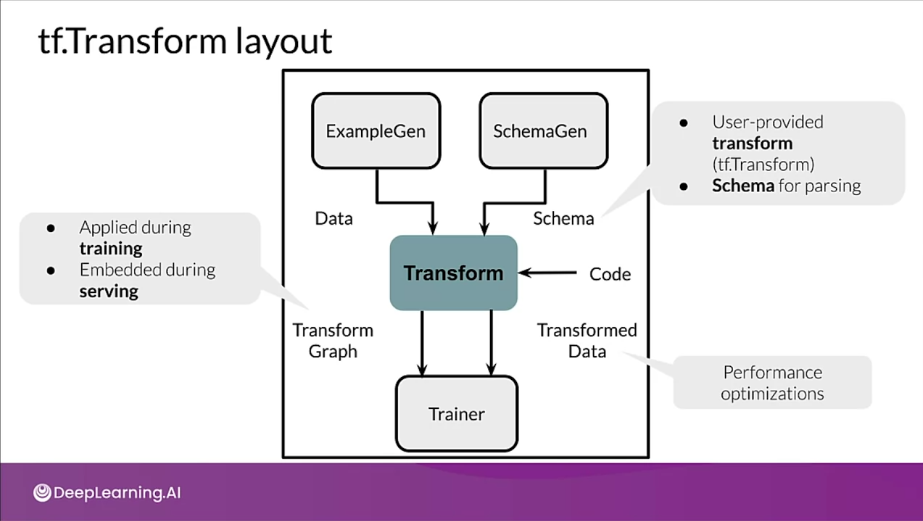 tf.Transform layout
ExampleGen
SchemaGen
● User-provided
transform
(tf.Transform)
● Schema for parsing
Data
Schema
● Applied during
training
● Embedded during
serving
Transform
Code
Transform
Graph
Transformed
Data
Performance
optimizations
Trainer
DeepLearning.AI